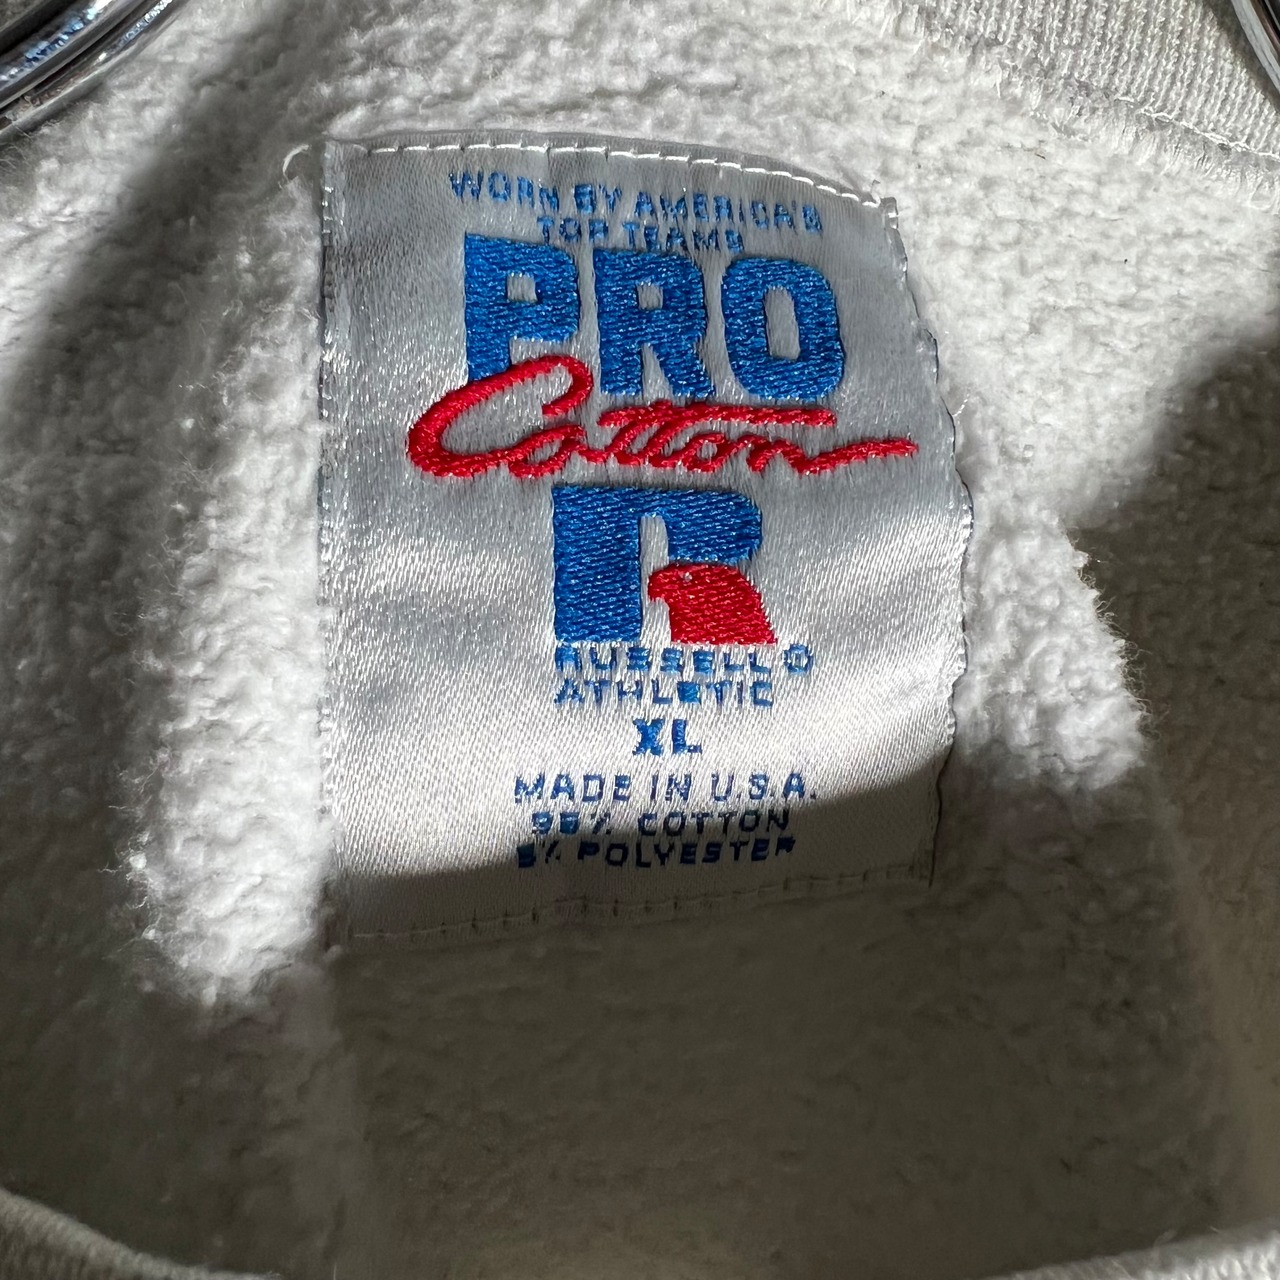 WORN BY AMERICA'S
TOP TEAMS
PRO
Cotton
R
RUSSELL ®
ATHLETIC
XL
MADE IN U.S.A.
95% COTTON
5% POLYESTER